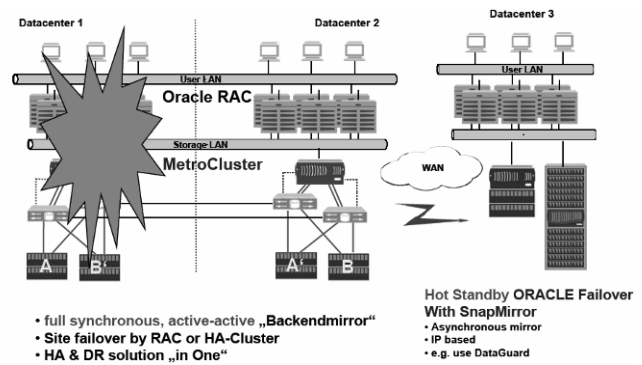 Datacenter 1
Datacenter 2
Datacenter 3
User LAN
User LAN
Oracle RAC
Storage LAN
MetroCluster
WAN
A
B‘
A‘
B
• full synchronous, active-active „Backendmirror“
• Site failover by RAC or HA-Cluster
• HA & DR solution „in One“
Hot Standby ORACLE Failover
With SnapMirror
• Asynchronous mirror
• IP based
• e.g. use DataGuard